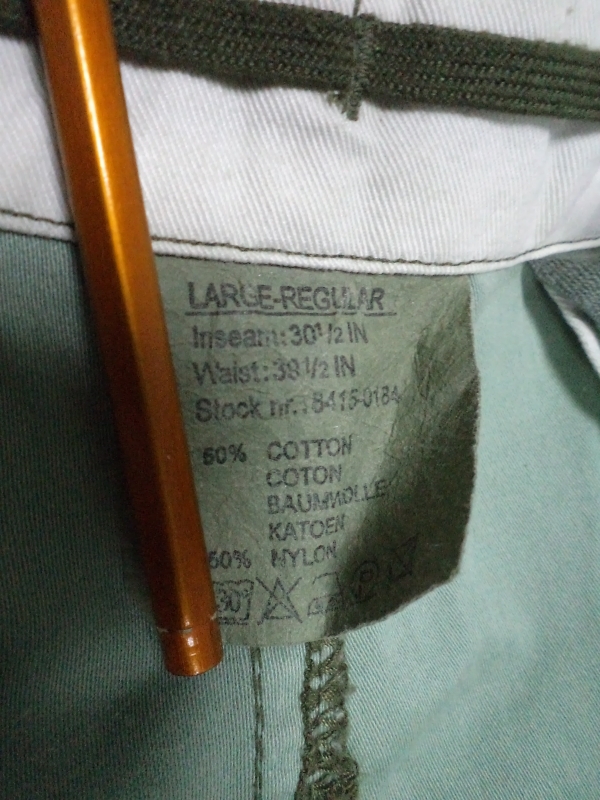 LARGE-REGULAR
Inseam: 30 1/2 IN
Waist: 39 1/2 IN
Stock nr.: 8415-0184
50% COTTON
COTON
BAUMWOLLE
KATOEN
50% NYLON
30°
P